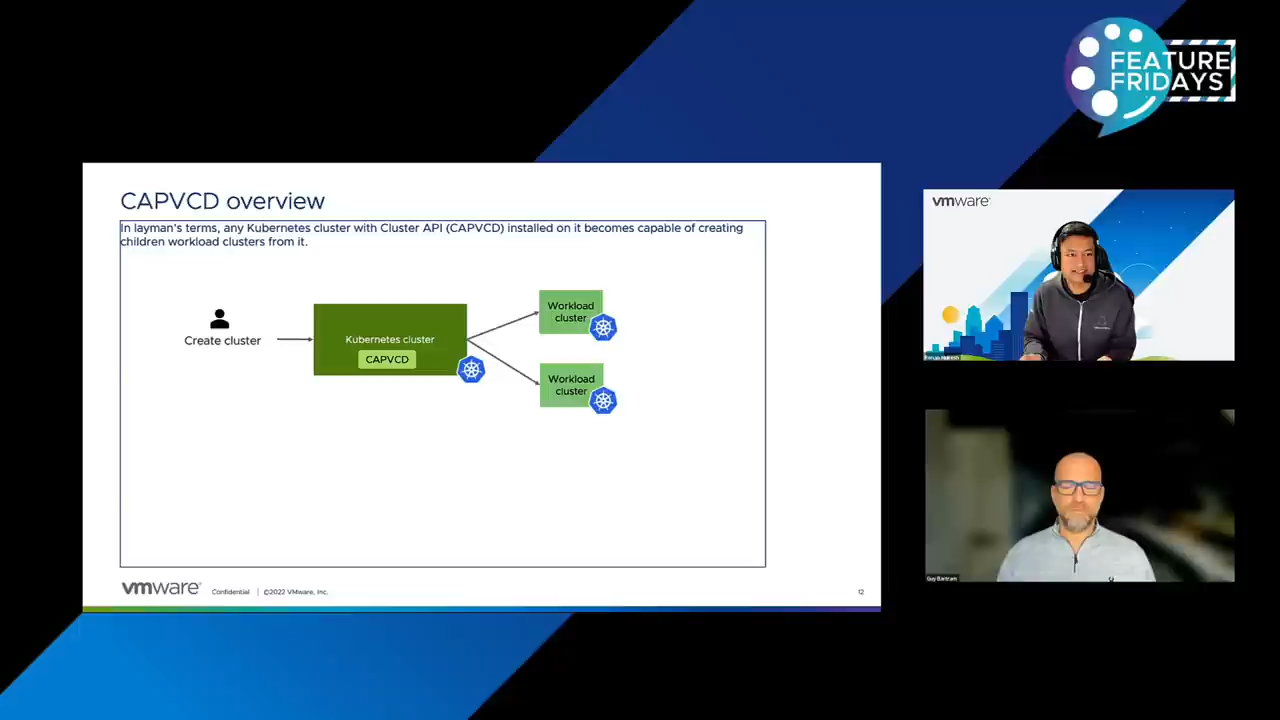 FEATURE
FRIDAYS
CAPVCD overview
In layman's terms, any Kubernetes cluster with Cluster API (CAPVCD) installed on it becomes capable of creating
children workload clusters from it.
Create cluster
Kubernetes cluster
CAPVCD
Workload
cluster
Workload
cluster
vmware
Confidential | ©2022 VMware, Inc.
12
vmware
Guy Bartram